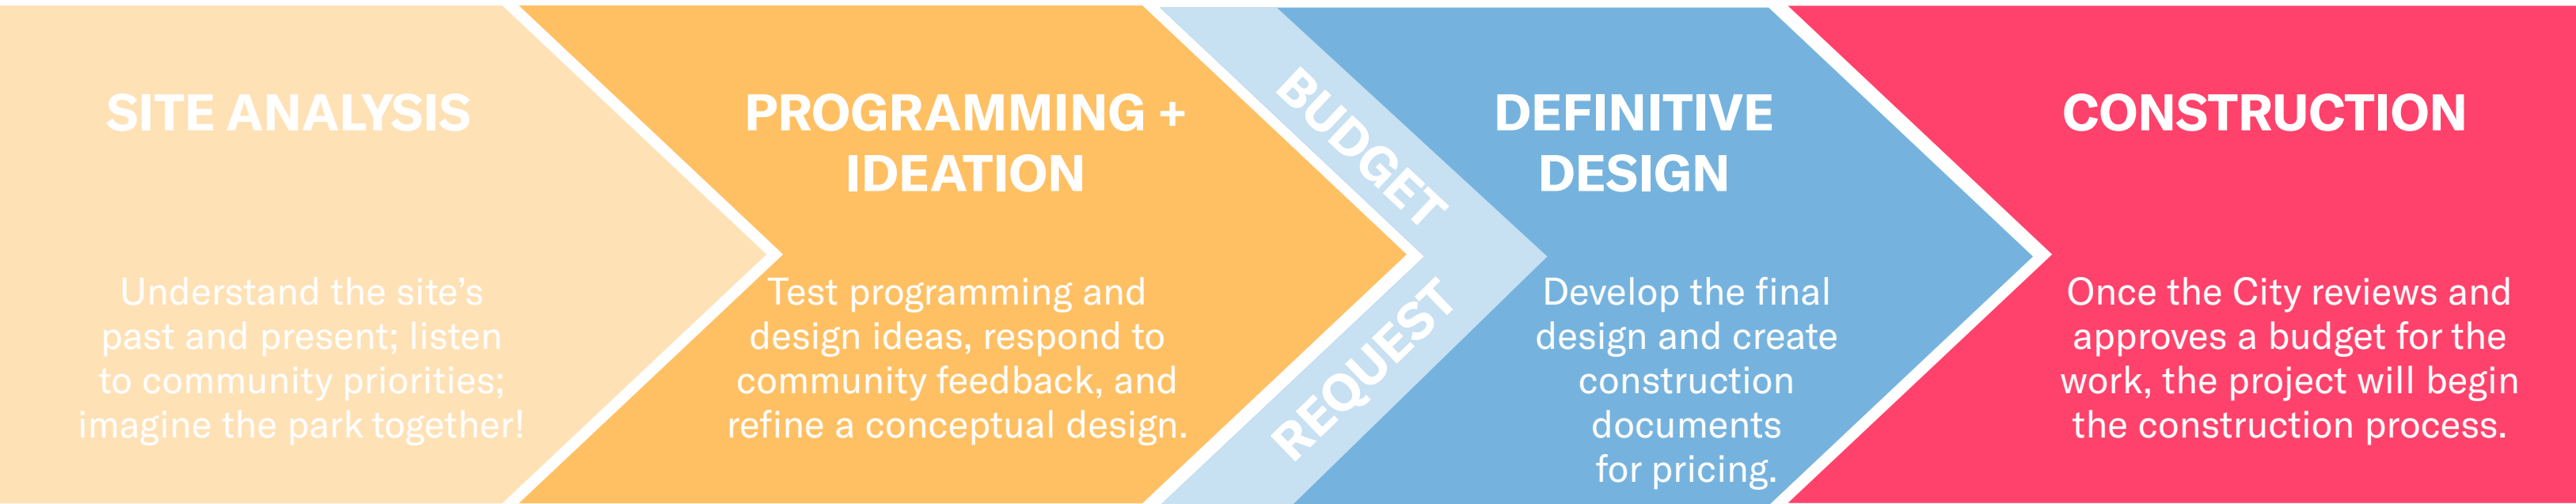 SITE ANALYSIS
Understand the site's
past and present; listen
to community priorities;
imagine the park together!
PROGRAMMING +
IDEATION
Test programming and
design ideas, respond to
community feedback, and
refine a conceptual design.
BUDGET
REQUEST
DEFINITIVE
DESIGN
Develop the final
design and create
construction
documents
for pricing.
CONSTRUCTION
Once the City reviews and
approves a budget for the
work, the project will begin
the construction process.